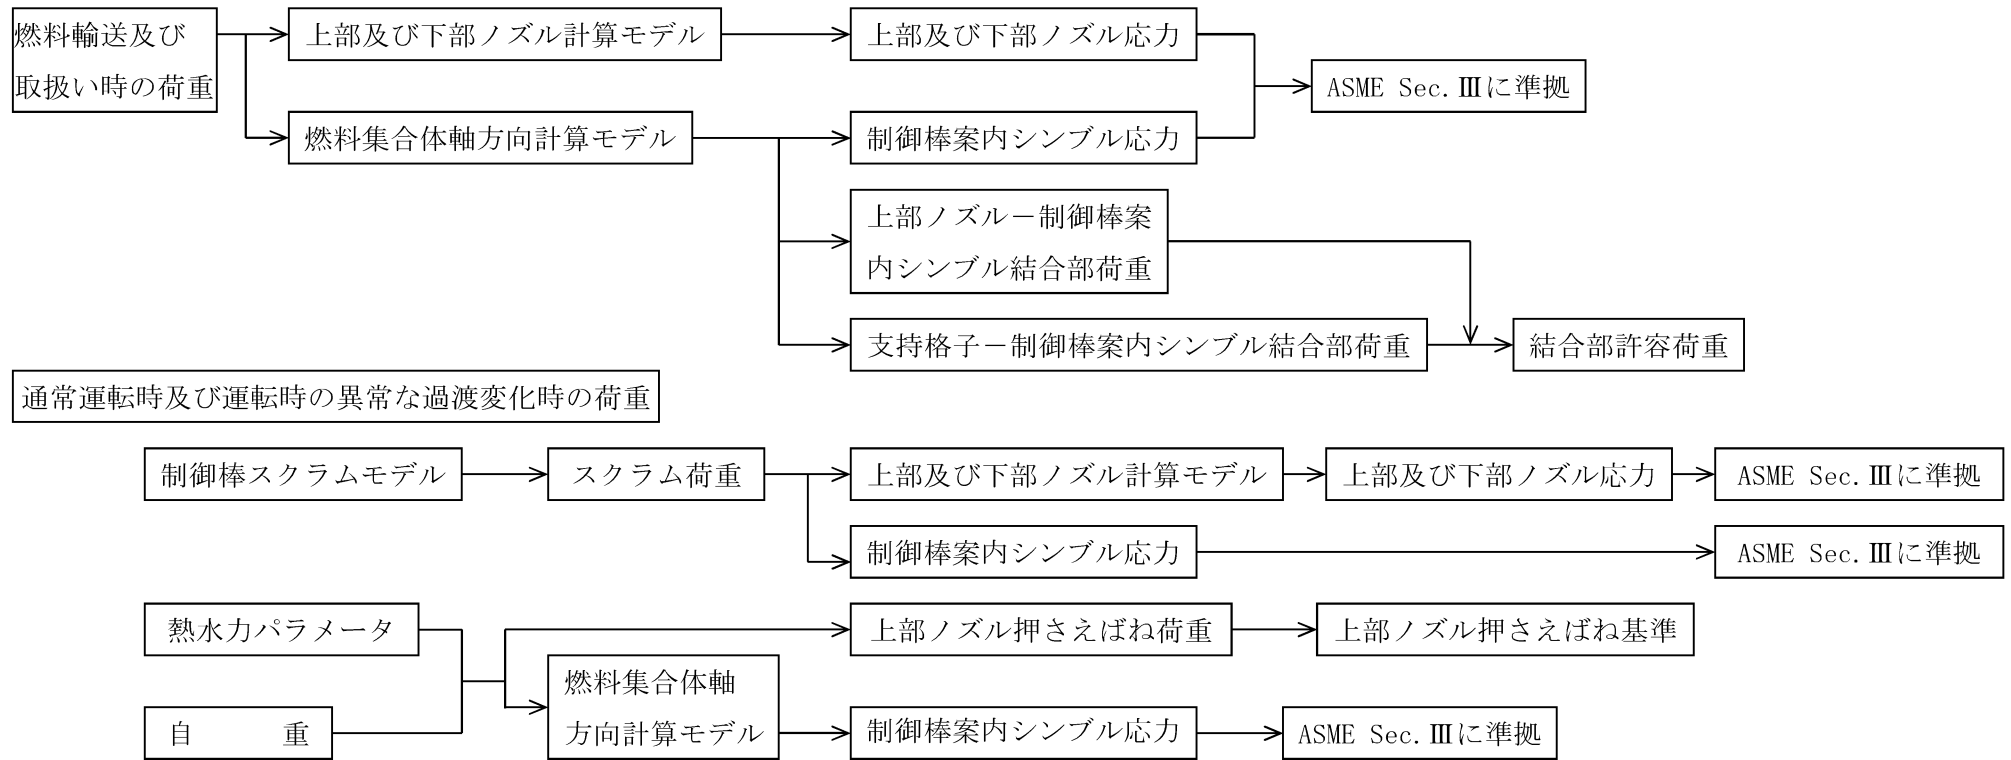 燃料輸送及び
取扱い時の荷重
上部及び下部ノズル計算モデル
上部及び下部ノズル応力
ASME Sec.Ⅲに準拠
燃料集合体軸方向計算モデル
制御棒案内シンブル応力
上部ノズル－制御棒案
内シンブル結合部荷重
支持格子－制御棒案内シンブル結合部荷重
結合部許容荷重
通常運転時及び運転時の異常な過渡変化時の荷重
制御棒スクラムモデル
スクラム荷重
上部及び下部ノズル計算モデル
上部及び下部ノズル応力
ASME Sec.Ⅲに準拠
制御棒案内シンブル応力
ASME Sec.Ⅲに準拠
熱水力パラメータ
上部ノズル押さえばね荷重
上部ノズル押さえばね基準
自　　　重
燃料集合体軸
方向計算モデル
制御棒案内シンブル応力
ASME Sec.Ⅲに準拠